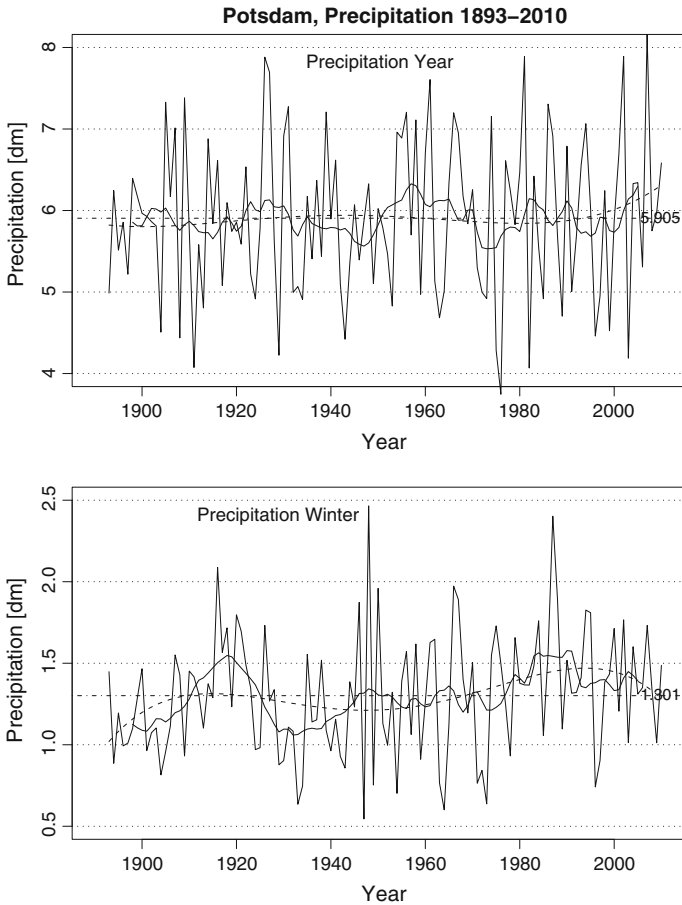 Potsdam, Precipitation 1893−2010
Precipitation Year
Precipitation [dm]
8
7
6
5
4
5.905
1900 1920 1940 1960 1980 2000
Year
Precipitation Winter
Precipitation [dm]
2.5
2.0
1.5
1.0
0.5
1.301
1900 1920 1940 1960 1980 2000
Year